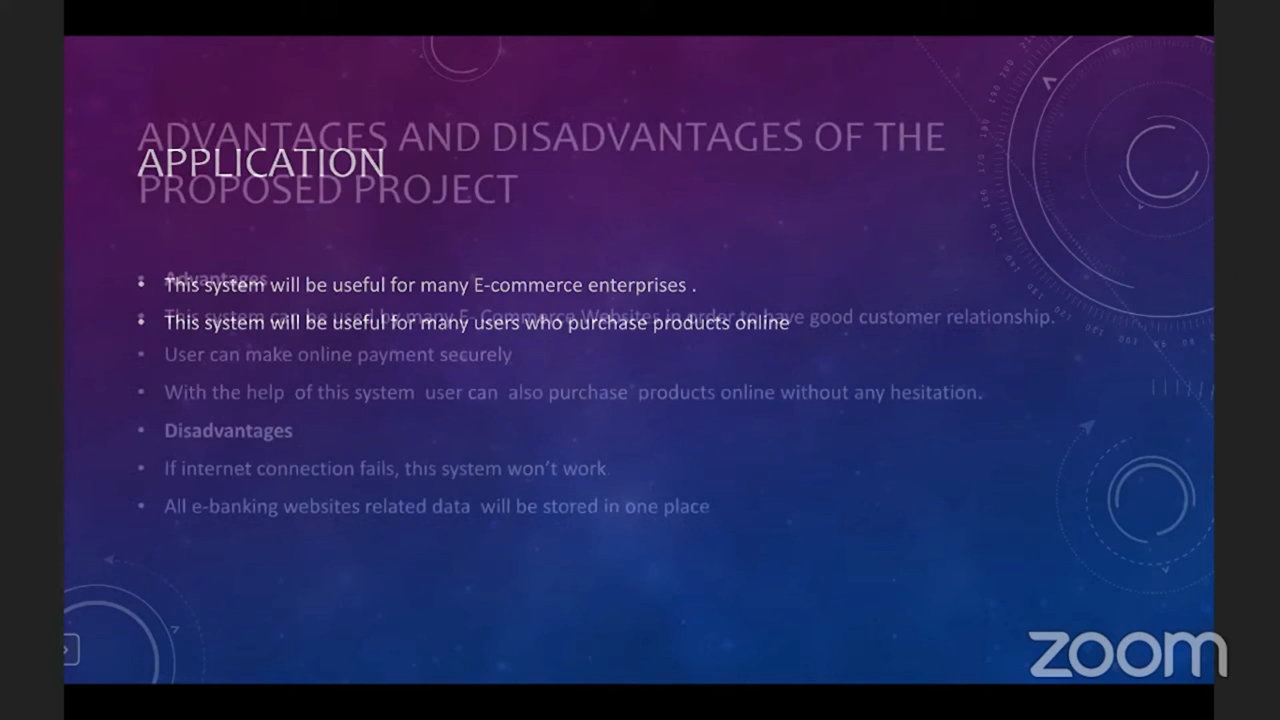 ADVANTAGES AND DISADVANTAGES OF THE
PROPOSED PROJECT
APPLICATION
• Advantages
• This system will be useful for many E-commerce enterprises .
• This system can be used by many E- Commerce Websites in order to have good customer relationship.
• This system will be useful for many users who purchase products online
• User can make online payment securely
• With the help of this system user can also purchase products online without any hesitation.
• Disadvantages
• If internet connection fails, this system won't work
• All e-banking websites related data will be stored in one place
zoom